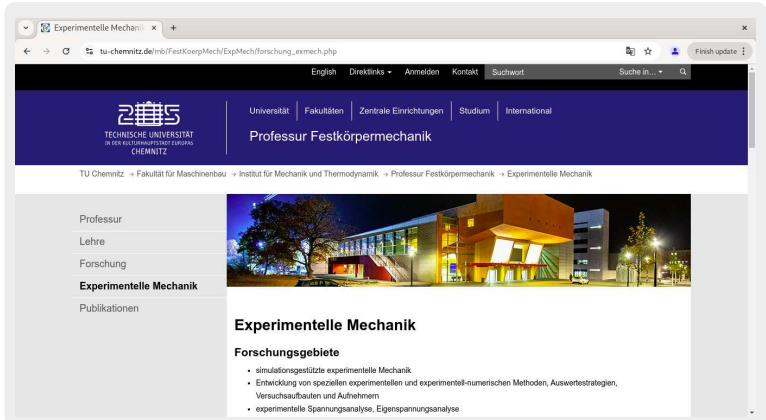 Experimentelle Mechanik
tu-chemnitz.de/mb/FestKoerpMech/ExpMech/forschung_exmech.php
Finish update
English Direktlinks Anmelden Kontakt Suchwort Suche in...
TECHNISCHE UNIVERSITÄT
IN DER KULTURHAUPTSTADT EUROPAS
CHEMNITZ
Universität Fakultäten Zentrale Einrichtungen Studium International
Professur Festkörpermechanik
TU Chemnitz → Fakultät für Maschinenbau → Institut für Mechanik und Thermodynamik → Professur Festkörpermechanik → Experimentelle Mechanik
Professur
Lehre
Forschung
Experimentelle Mechanik
Publikationen
Experimentelle Mechanik
Forschungsgebiete
• simulationsgestützte experimentelle Mechanik
• Entwicklung von speziellen experimentellen und experimentell-numerischen Methoden, Auswertestrategien,
Versuchsaufbauten und Aufnehmern
• experimentelle Spannungsanalyse, Eigenspannungsanalyse